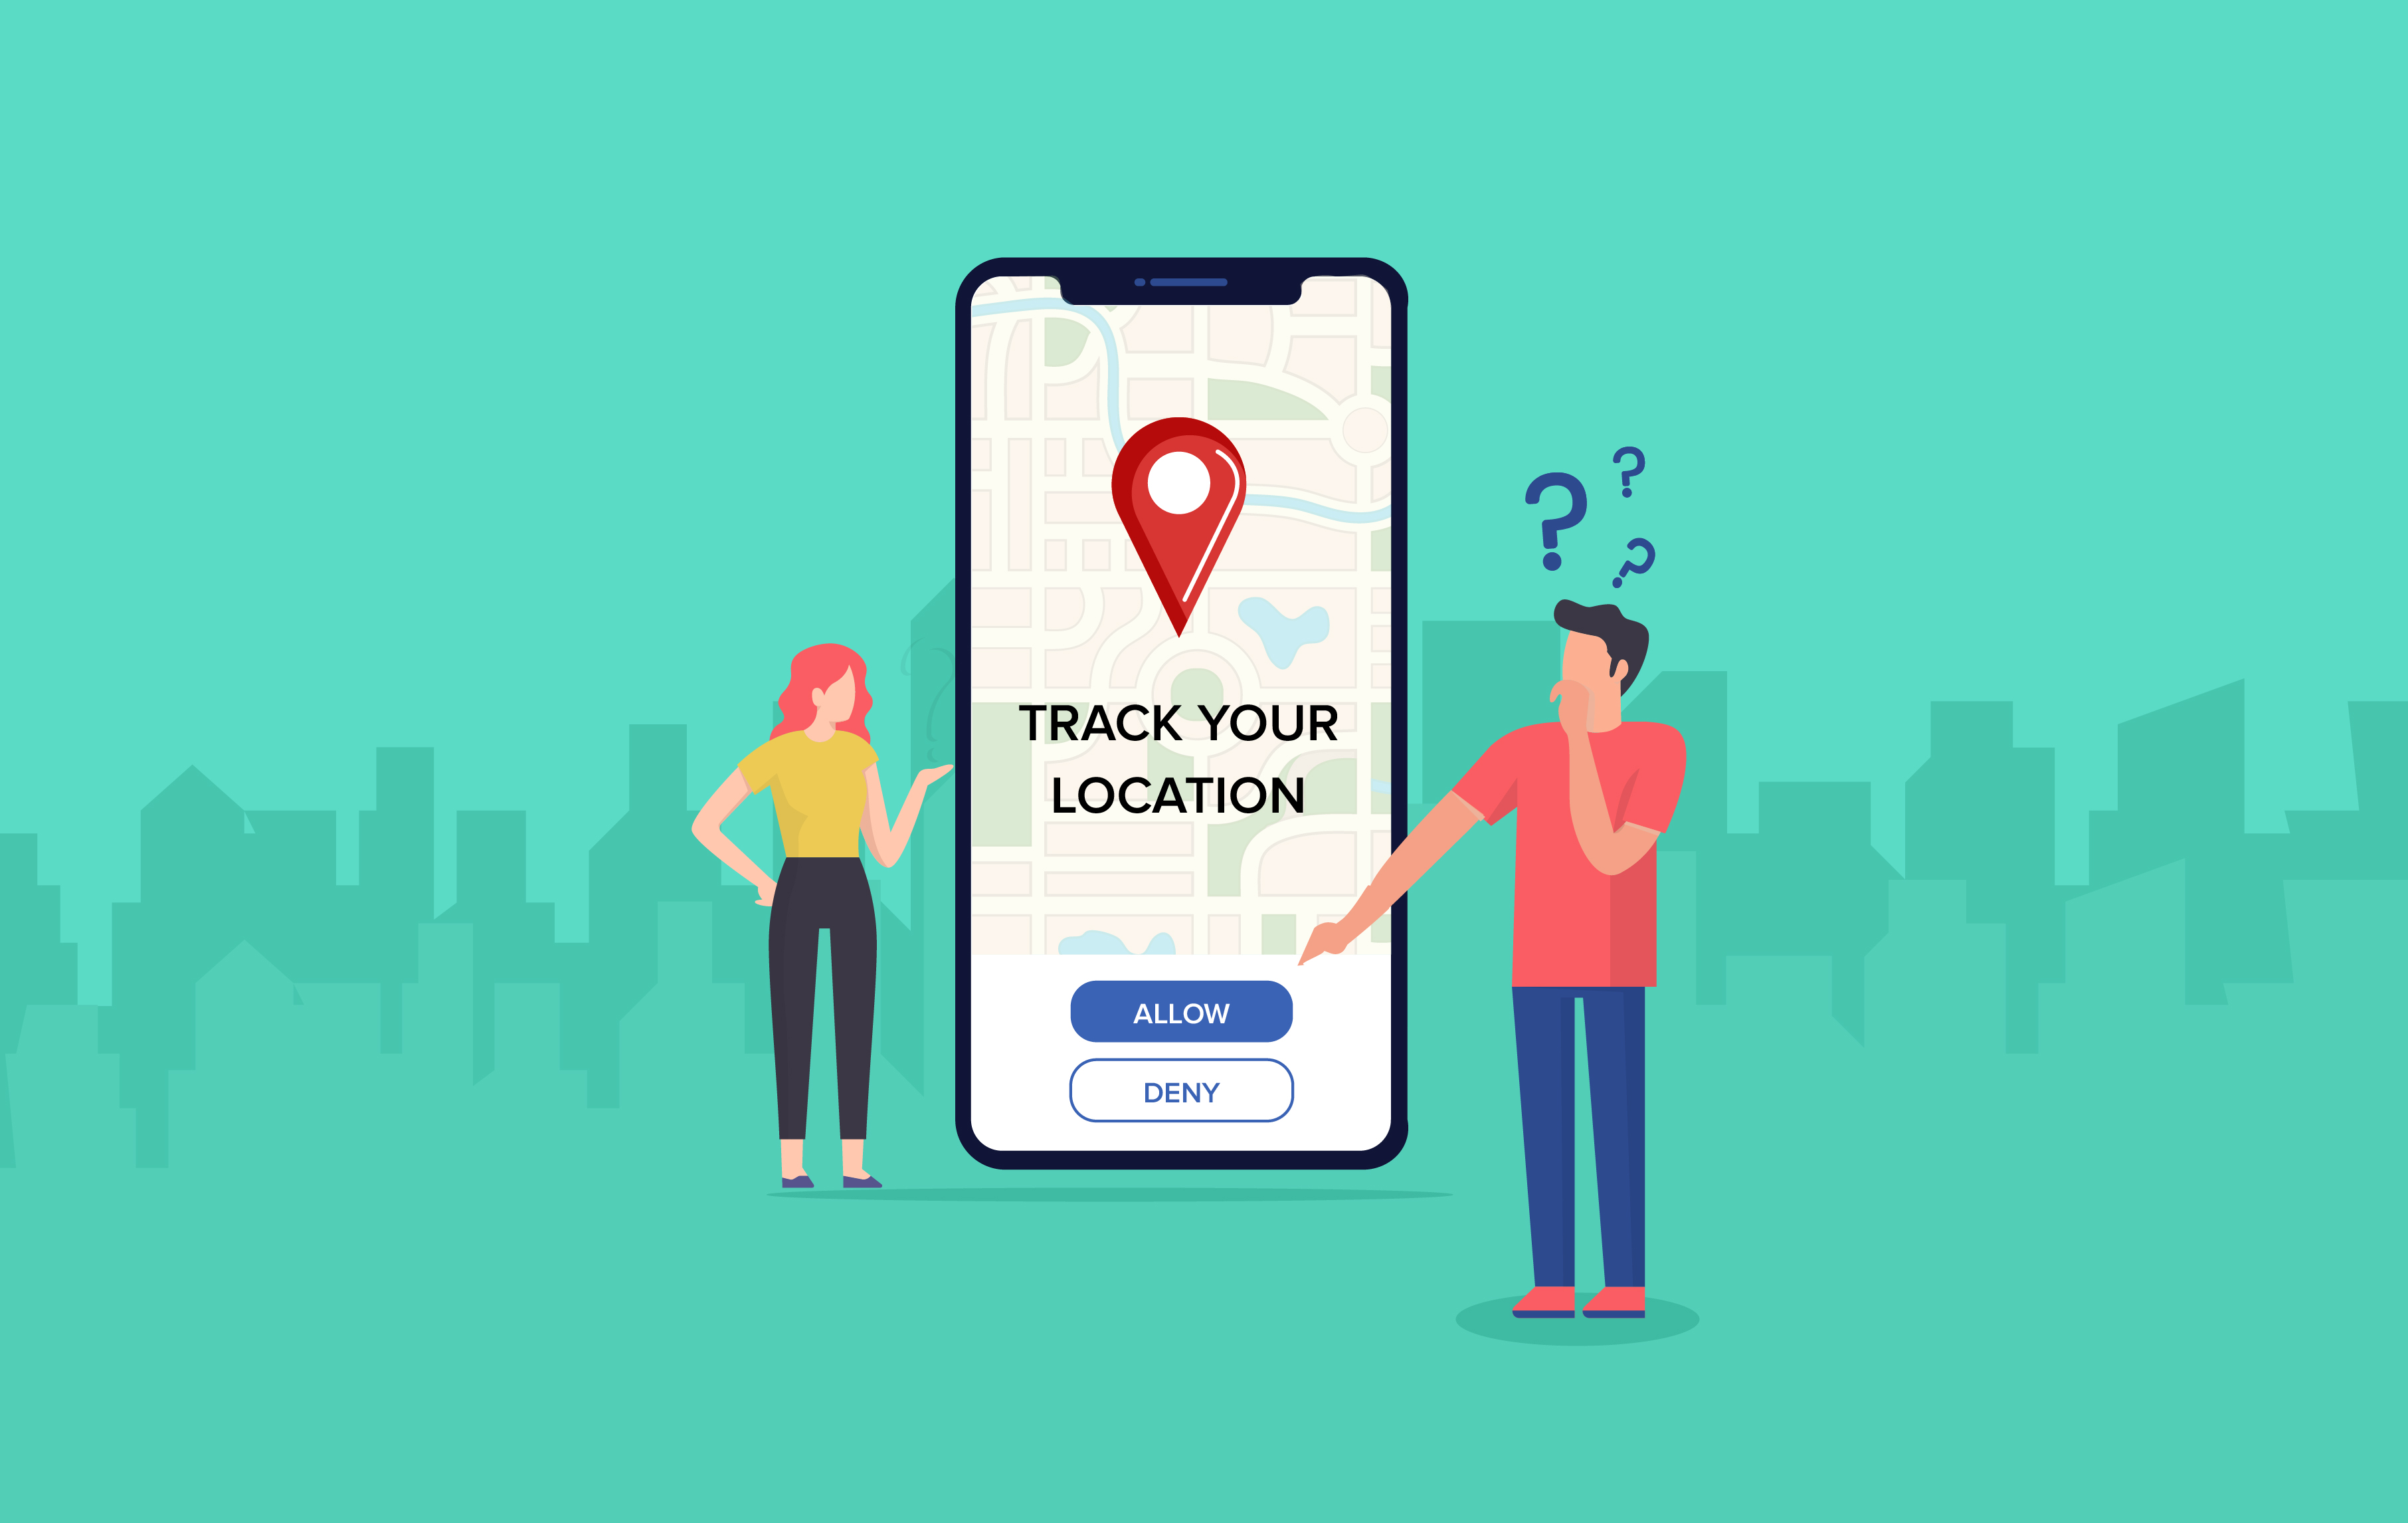 TRACK YOUR
LOCATION
? ? ?
ALLOW
DENY